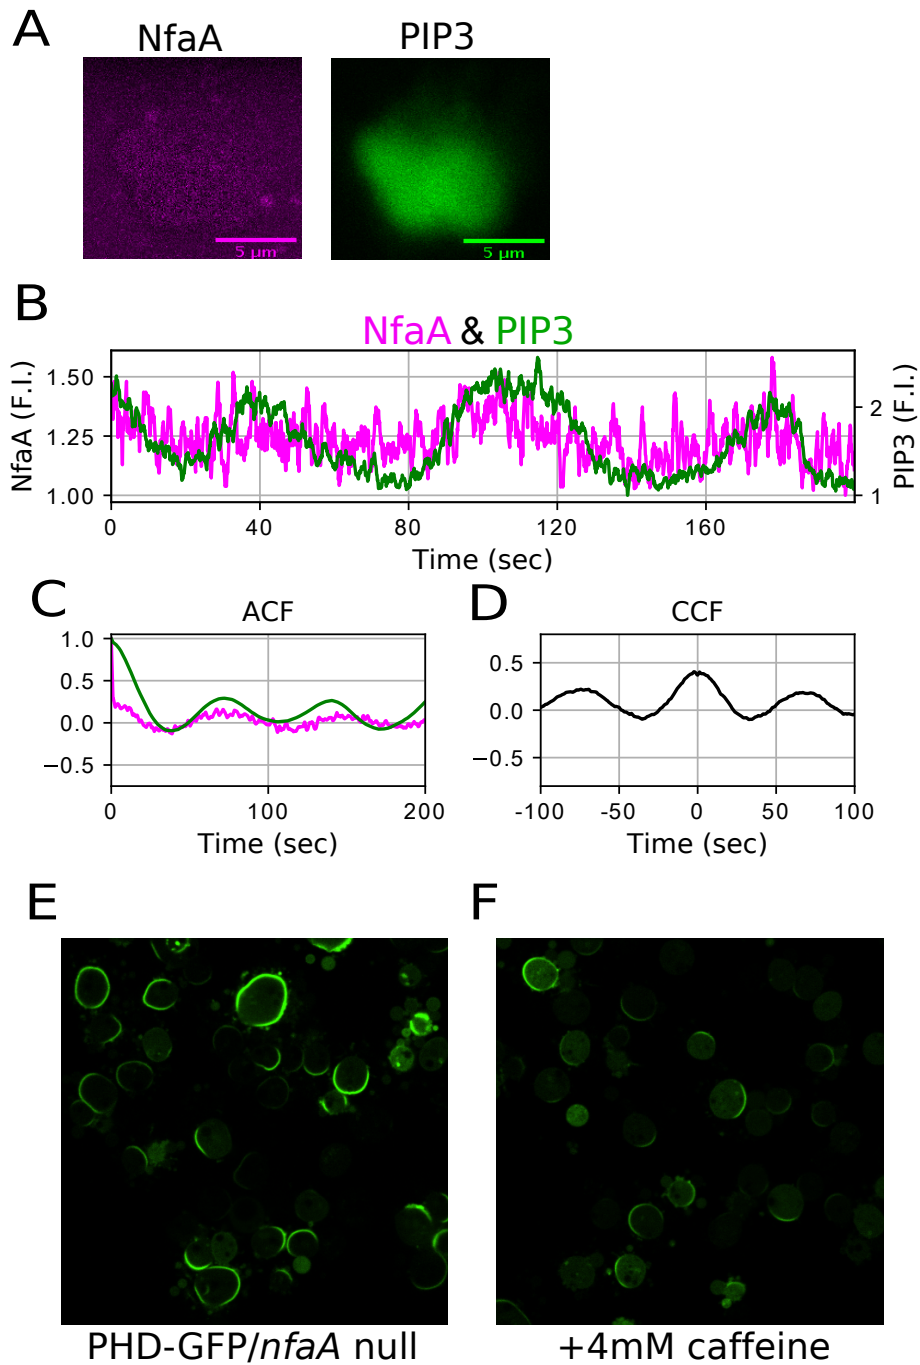 A
NfaA
PIP3
5 μm
5 μm
B
NfaA & PIP3
NfaA (F.I.)
1.50
1.25
1.00
PIP3 (F.I.)
2
1
0
40
80
120
160
Time (sec)
C
ACF
1.0
0.5
0.0
−0.5
0
100
200
Time (sec)
D
CCF
0.5
0.0
−0.5
-100
-50
0
50
100
Time (sec)
E
PHD-GFP/nfaA null
F
+4mM caffeine